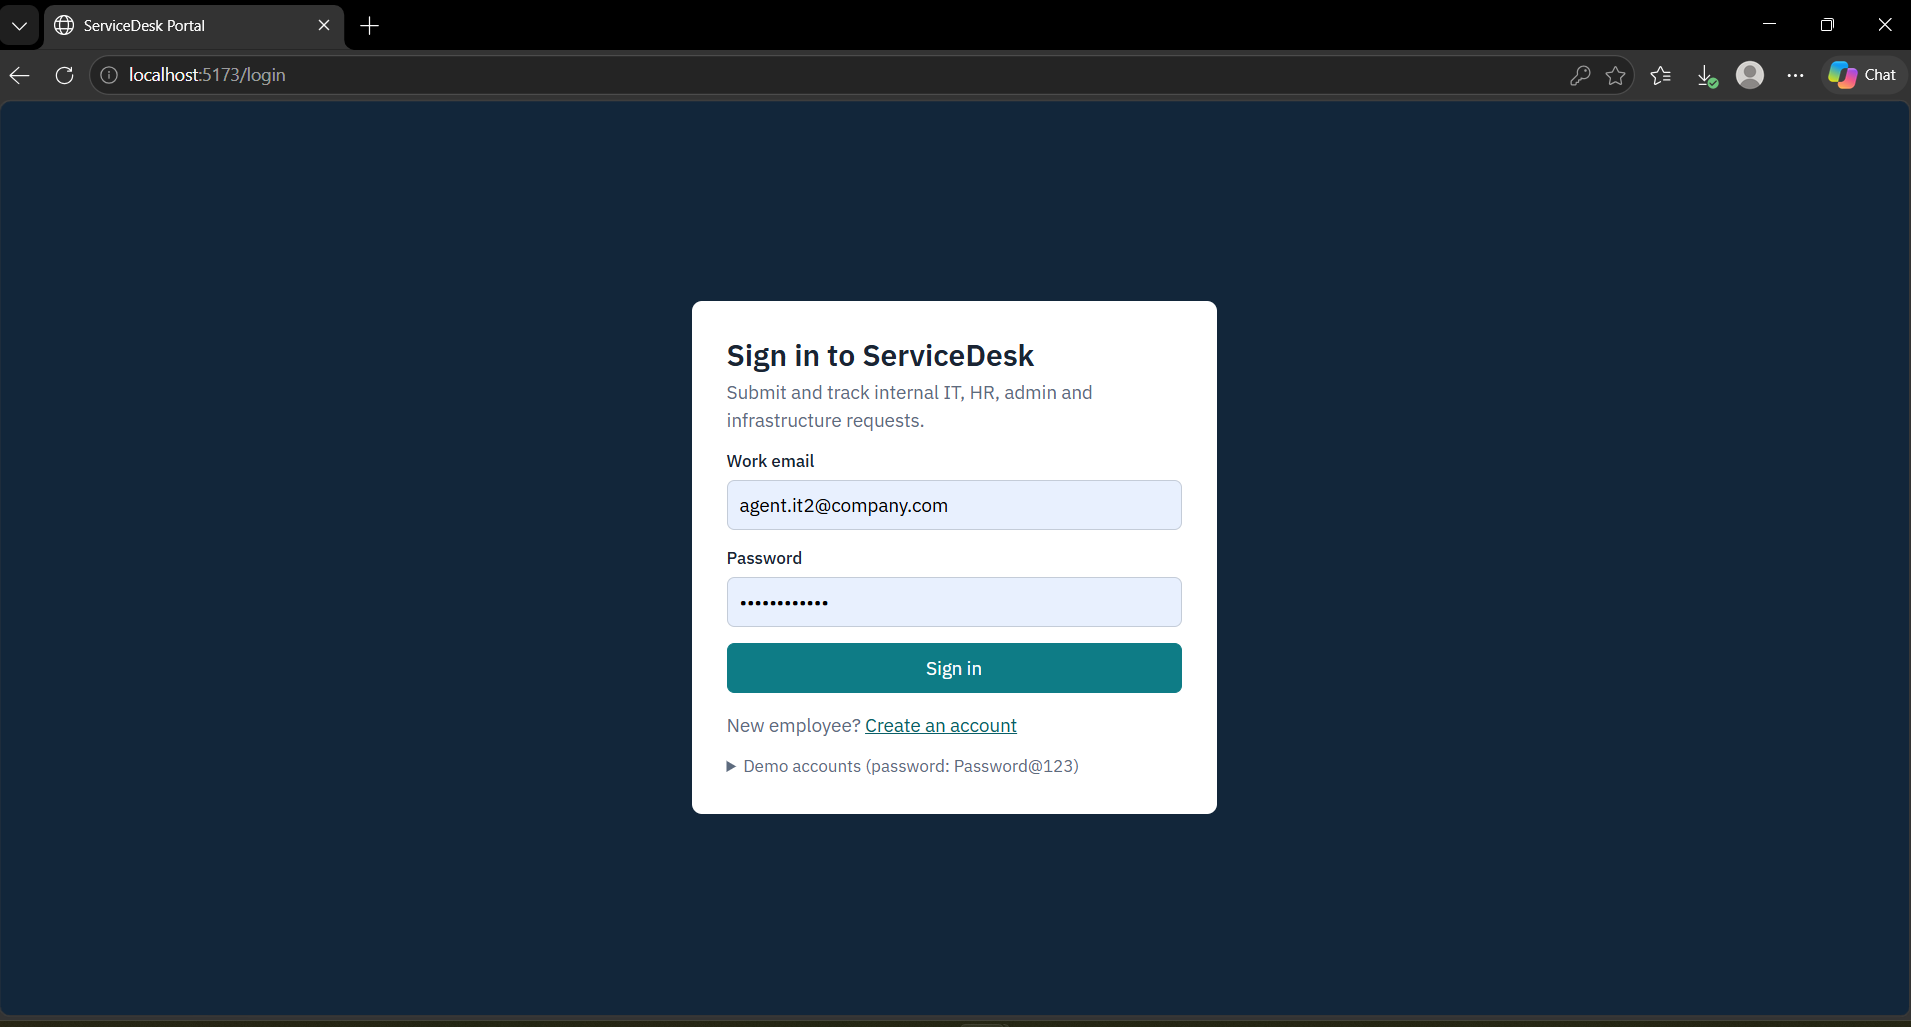 ServiceDesk Portal
localhost:5173/login
Chat
Sign in to ServiceDesk
Submit and track internal IT, HR, admin and
infrastructure requests.
Work email
agent.it2@company.com
Password
••••••••••••
Sign in
New employee? Create an account
Demo accounts (password: Password@123)